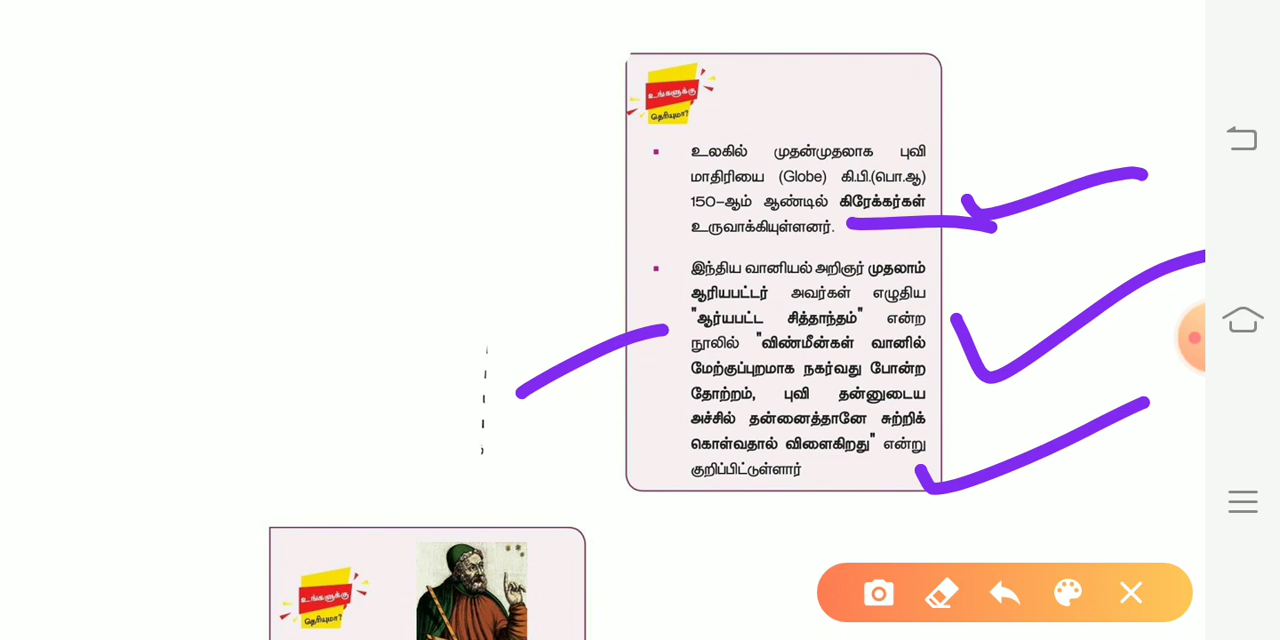 உங்களுக்கு
தெரியுமா?
உலகில் முதன்முதலாக புவி
மாதிரியை (Globe) கி.பி.(பொ.ஆ)
150-ஆம் ஆண்டில் கிரேக்கர்கள்
உருவாக்கியுள்ளனர்.
இந்திய வானியல் அறிஞர் முதலாம்
ஆரியபட்டர் அவர்கள் எழுதிய
"ஆர்யபட்ட சித்தாந்தம்" என்ற
நூலில் "விண்மீன்கள் வானில்
மேற்குப்புறமாக நகர்வது போன்ற
தோற்றம், புவி தன்னுடைய
அச்சில் தன்னைத்தானே சுற்றிக்
கொள்வதால் விளைகிறது" என்று
குறிப்பிட்டுள்ளார்
உங்களுக்கு
தெரியுமா?